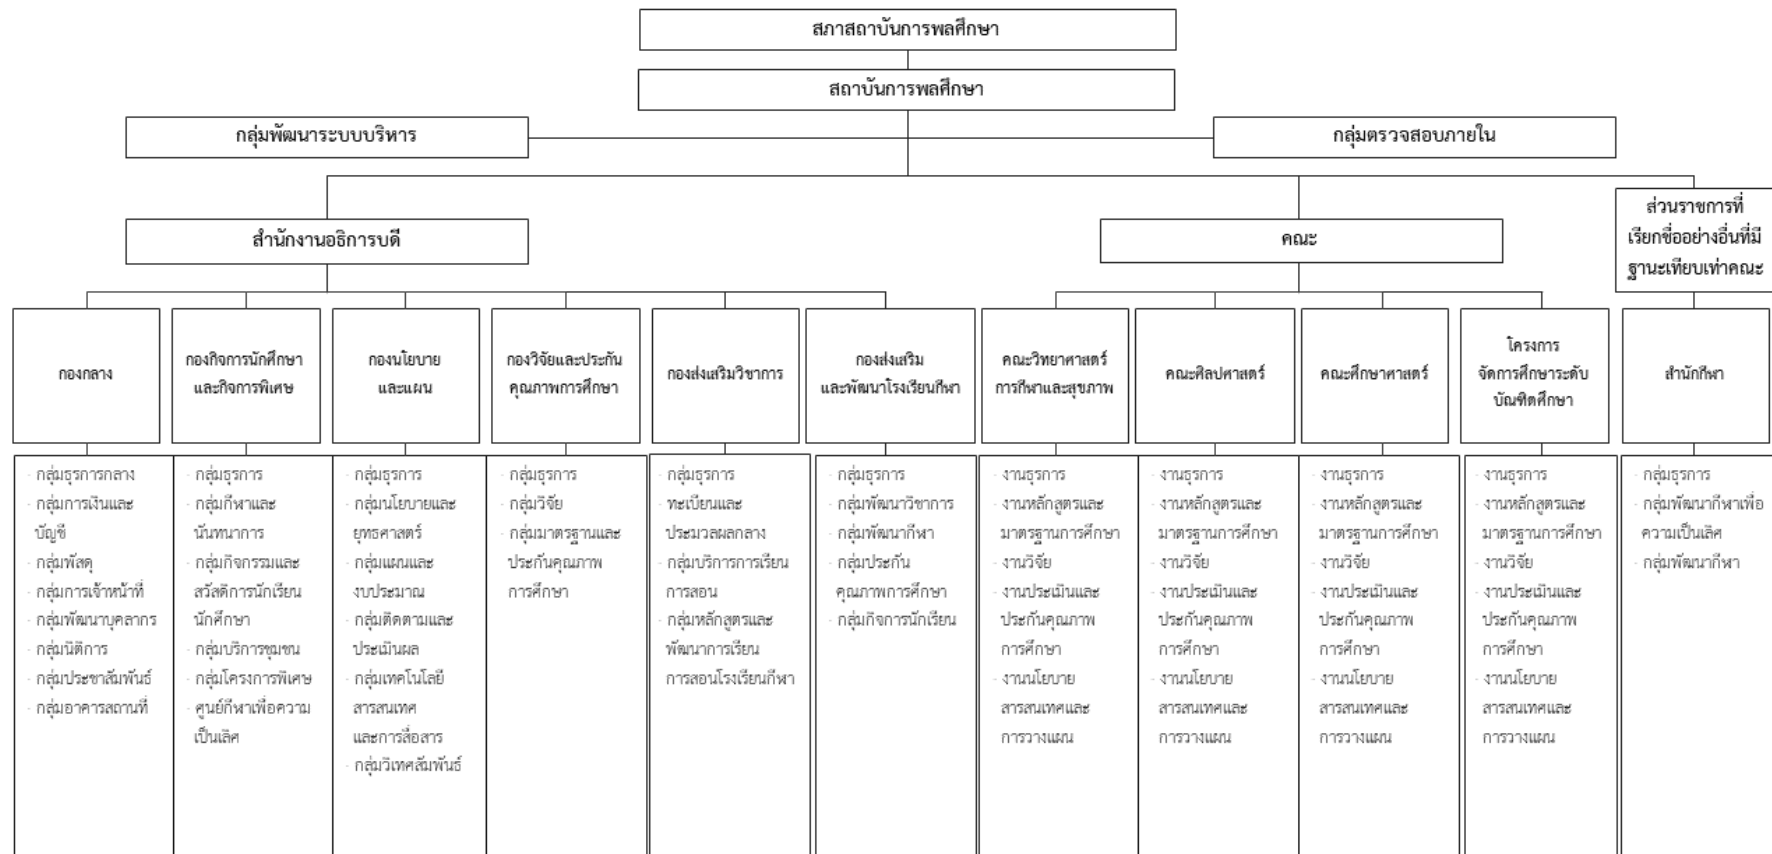 สภาสถาบันการพลศึกษา
สถาบันการพลศึกษา
กลุ่มพัฒนาระบบบริหาร
กลุ่มตรวจสอบภายใน
สำนักงานอธิการบดี
คณะ
ส่วนราชการที่
เรียกชื่ออย่างอื่นที่มี
ฐานะเทียบเท่าคณะ
กองกลาง
กองกิจการนักศึกษา
และกิจการพิเศษ
กองนโยบาย
และแผน
กองวิจัยและประกัน
คุณภาพการศึกษา
กองส่งเสริมวิชาการ
กองส่งเสริม
และพัฒนาโรงเรียนกีฬา
คณะวิทยาศาสตร์
การกีฬาและสุขภาพ
คณะศิลปศาสตร์
คณะศึกษาศาสตร์
โครงการ
จัดการศึกษาระดับ
บัณฑิตศึกษา
สำนักกีฬา
- กลุ่มธุรการกลาง
- กลุ่มการเงินและ
บัญชี
- กลุ่มพัสดุ
- กลุ่มการเจ้าหน้าที่
- กลุ่มพัฒนาบุคลากร
- กลุ่มนิติการ
- กลุ่มประชาสัมพันธ์
- กลุ่มอาคารสถานที่
- กลุ่มธุรการ
- กลุ่มกีฬาและ
นันทนาการ
- กลุ่มกิจกรรมและ
สวัสดิการนักเรียน
นักศึกษา
- กลุ่มบริการชุมชน
- กลุ่มโครงการพิเศษ
- ศูนย์กีฬาเพื่อความ
เป็นเลิศ
- กลุ่มธุรการ
- กลุ่มนโยบายและ
ยุทธศาสตร์
- กลุ่มแผนและ
งบประมาณ
- กลุ่มติดตามและ
ประเมินผล
- กลุ่มเทคโนโลยี
สารสนเทศ
และการสื่อสาร
- กลุ่มวิเทศสัมพันธ์
- กลุ่มธุรการ
- กลุ่มวิจัย
- กลุ่มมาตรฐานและ
ประกันคุณภาพ
การศึกษา
- กลุ่มธุรการ
- ทะเบียนและ
ประมวลผลกลาง
- กลุ่มบริการการเรียน
การสอน
- กลุ่มหลักสูตรและ
พัฒนาการเรียน
การสอนโรงเรียนกีฬา
- กลุ่มธุรการ
- กลุ่มพัฒนาวิชาการ
- กลุ่มพัฒนากีฬา
- กลุ่มประกัน
คุณภาพการศึกษา
- กลุ่มกิจการนักเรียน
- งานธุรการ
- งานหลักสูตรและ
มาตรฐานการศึกษา
- งานวิจัย
- งานประเมินและ
ประกันคุณภาพ
การศึกษา
- งานนโยบาย
สารสนเทศและ
การวางแผน
- งานธุรการ
- งานหลักสูตรและ
มาตรฐานการศึกษา
- งานวิจัย
- งานประเมินและ
ประกันคุณภาพ
การศึกษา
- งานนโยบาย
สารสนเทศและ
การวางแผน
- งานธุรการ
- งานหลักสูตรและ
มาตรฐานการศึกษา
- งานวิจัย
- งานประเมินและ
ประกันคุณภาพ
การศึกษา
- งานนโยบาย
สารสนเทศและ
การวางแผน
- งานธุรการ
- งานหลักสูตรและ
มาตรฐานการศึกษา
- งานวิจัย
- งานประเมินและ
ประกันคุณภาพ
การศึกษา
- งานนโยบาย
สารสนเทศและ
การวางแผน
- กลุ่มธุรการ
- กลุ่มพัฒนากีฬาเพื่อ
ความเป็นเลิศ
- กลุ่มพัฒนากีฬา